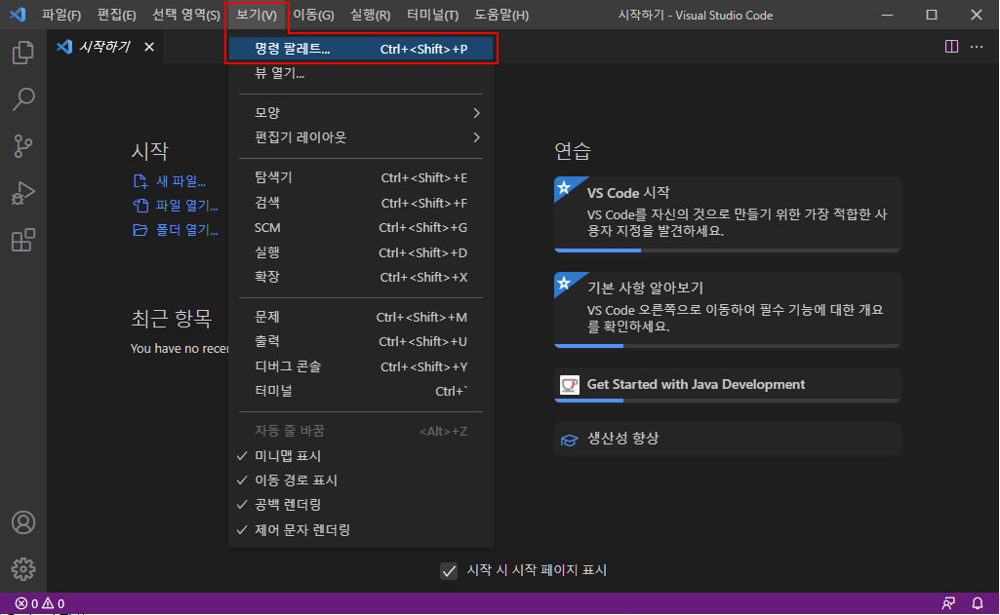 파일(F) 편집(E) 선택 영역(S) 보기(V) 이동(G) 실행(R) 터미널(T) 도움말(H) 시작하기 - Visual Studio Code
시작하기
명령 팔레트... Ctrl+<Shift>+P
뷰 열기...
모양
편집기 레이아웃
탐색기 Ctrl+<Shift>+E
검색 Ctrl+<Shift>+F
SCM Ctrl+<Shift>+G
실행 Ctrl+<Shift>+D
확장 Ctrl+<Shift>+X
문제 Ctrl+<Shift>+M
출력 Ctrl+<Shift>+U
디버그 콘솔 Ctrl+<Shift>+Y
터미널 Ctrl+`
자동 줄 바꿈 <Alt>+Z
미니맵 표시
이동 경로 표시
공백 렌더링
제어 문자 렌더링
시작
새 파일...
파일 열기...
폴더 열기...
최근 항목
You have no
연습
VS Code 시작
VS Code를 자신의 것으로 만들기 위한 가장 적합한 사
용자 지정을 발견하세요.
기본 사항 알아보기
VS Code 오른쪽으로 이동하여 필수 기능에 대한 개요
를 확인하세요.
Get Started with Java Development
생산성 향상
시작 시 시작 페이지 표시
0 0